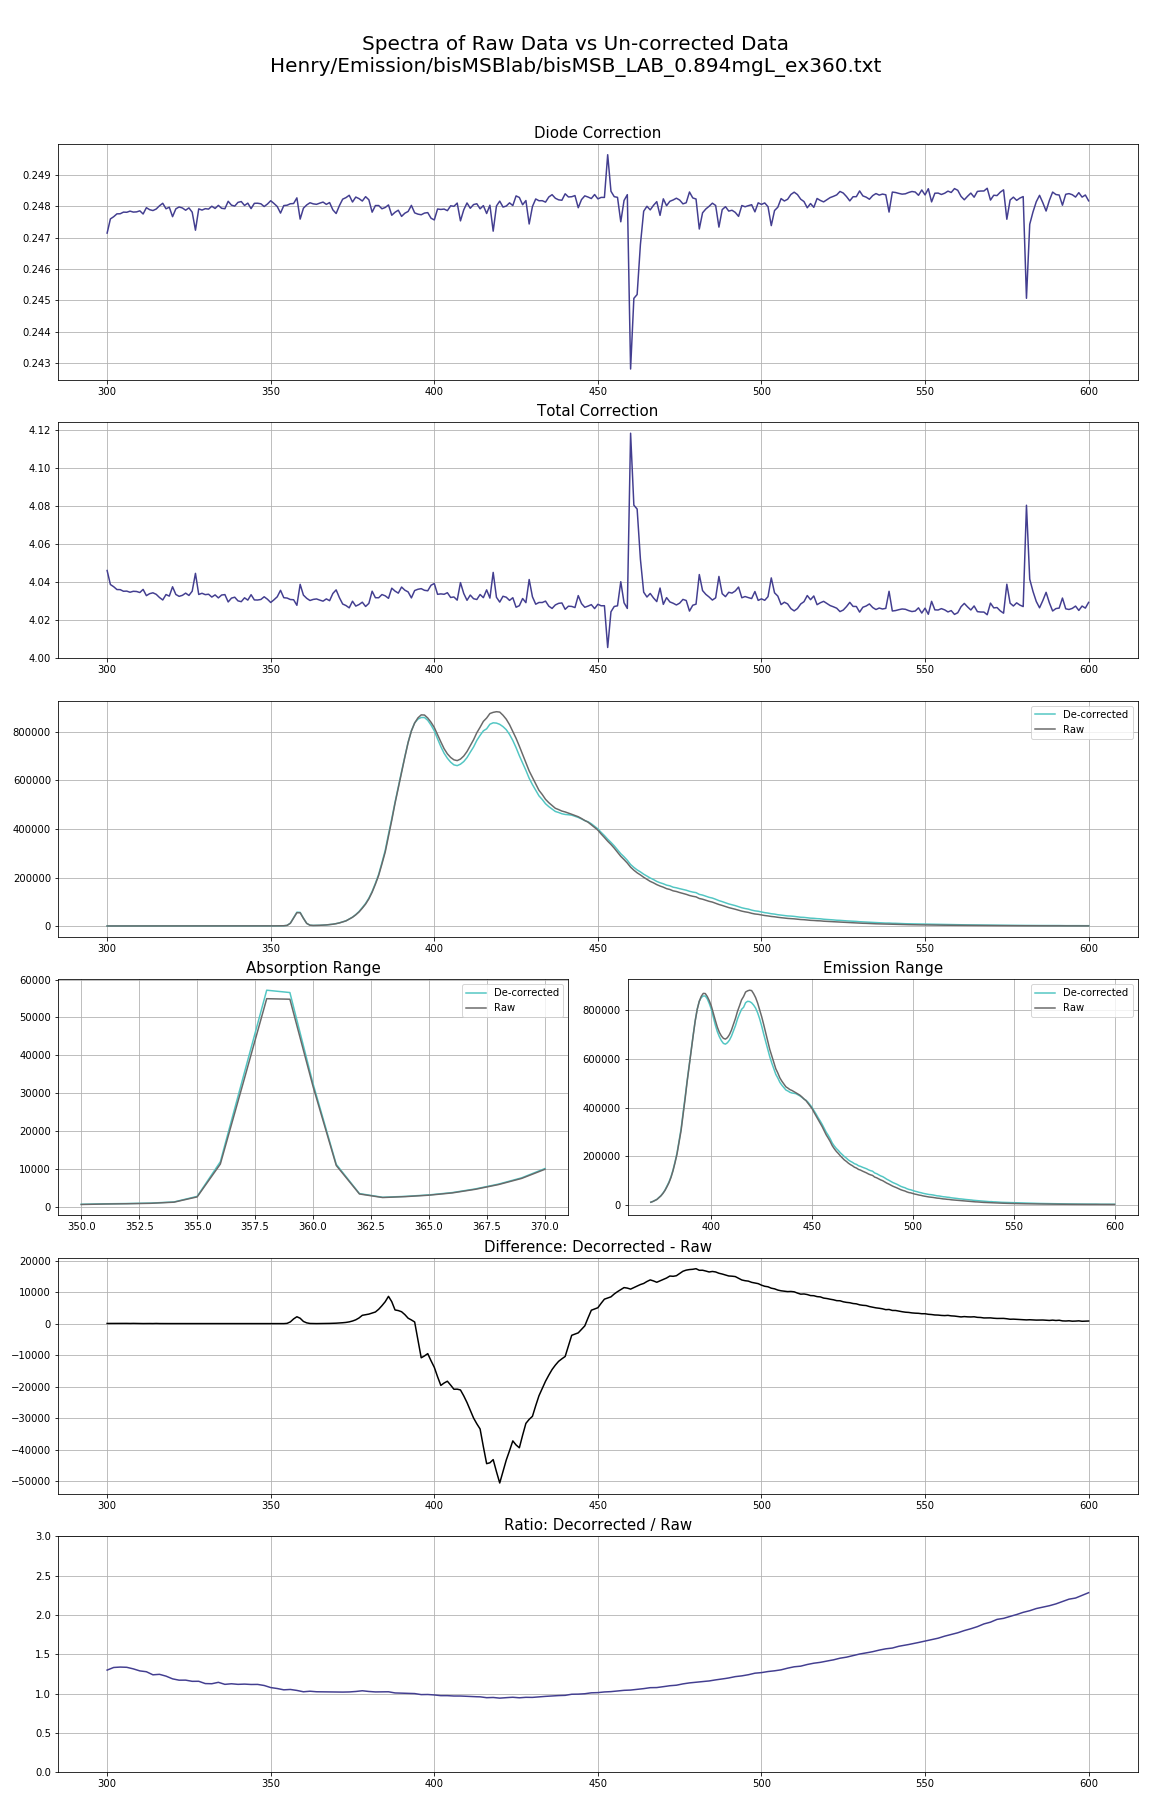 Spectra of Raw Data vs Un-corrected Data
Henry/Emission/bisMSBlab/bisMSB_LAB_0.894mgL_ex360.txt
Diode Correction
0.249
0.248
0.247
0.246
0.245
0.244
0.243
300 350 400 450 500 550 600
Total Correction
4.12
4.10
4.08
4.06
4.04
4.02
4.00
300 350 400 450 500 550 600
De-corrected
Raw
800000
600000
400000
200000
0
300 350 400 450 500 550 600
Absorption Range
De-corrected
Raw
60000
50000
40000
30000
20000
10000
0
350.0 352.5 355.0 357.5 360.0 362.5 365.0 367.5 370.0
Emission Range
De-corrected
Raw
800000
600000
400000
200000
0
400 450 500 550 600
Difference: Decorrected - Raw
20000
10000
0
−10000
−20000
−30000
−40000
−50000
300 350 400 450 500 550 600
Ratio: Decorrected / Raw
3.0
2.5
2.0
1.5
1.0
0.5
0.0
300 350 400 450 500 550 600